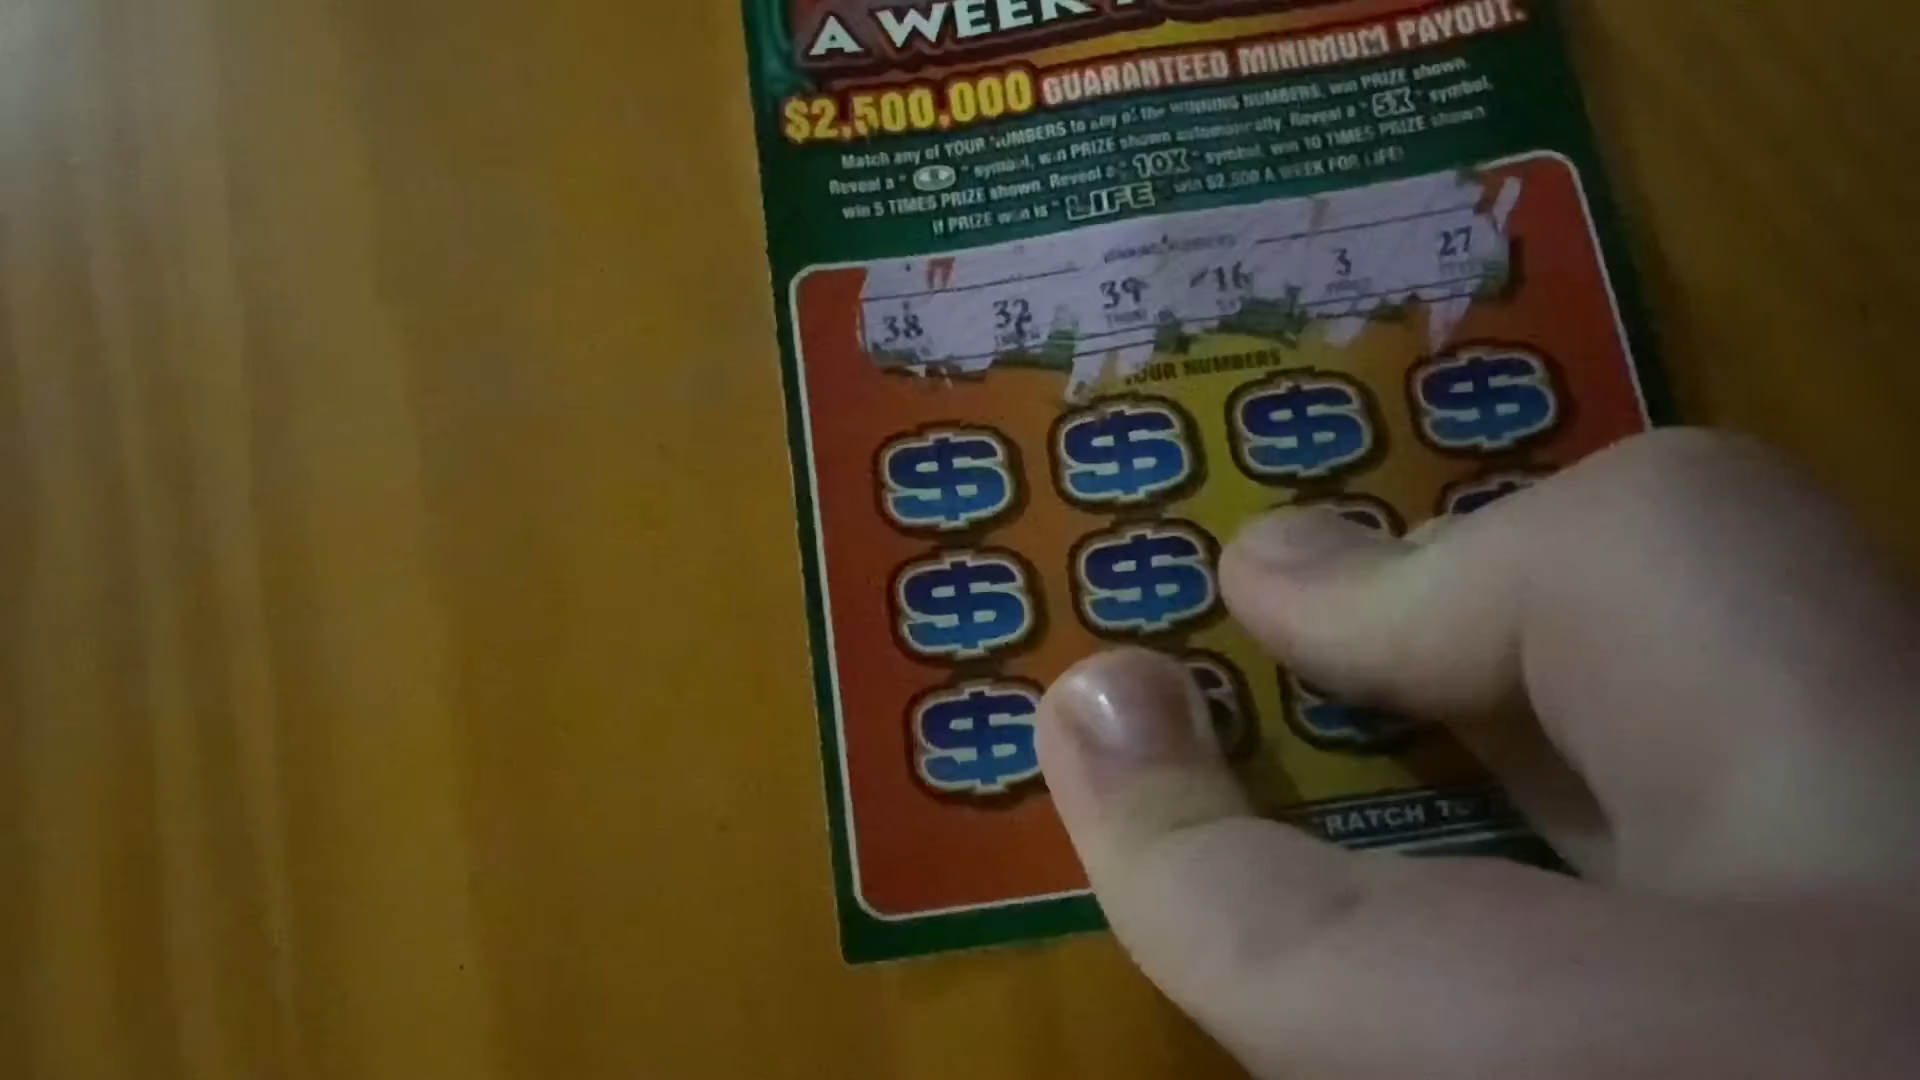 A WEEK
$2,500,000 GUARANTEED MINIMUM PAYOUT.
Match any of YOUR NUMBERS to any of the WINNING NUMBERS, win PRIZE shown.
Reveal a " " symbol, win PRIZE shown automatically. Reveal a "5X" symbol,
win 5 TIMES PRIZE shown. Reveal a "10X" symbol, win 10 TIMES PRIZE shown.
If PRIZE won is "LIFE" win $2,500 A WEEK FOR LIFE!
38 32 39 16 3 27
YOUR NUMBERS
$ $ $ $
$ $
$
RATCH